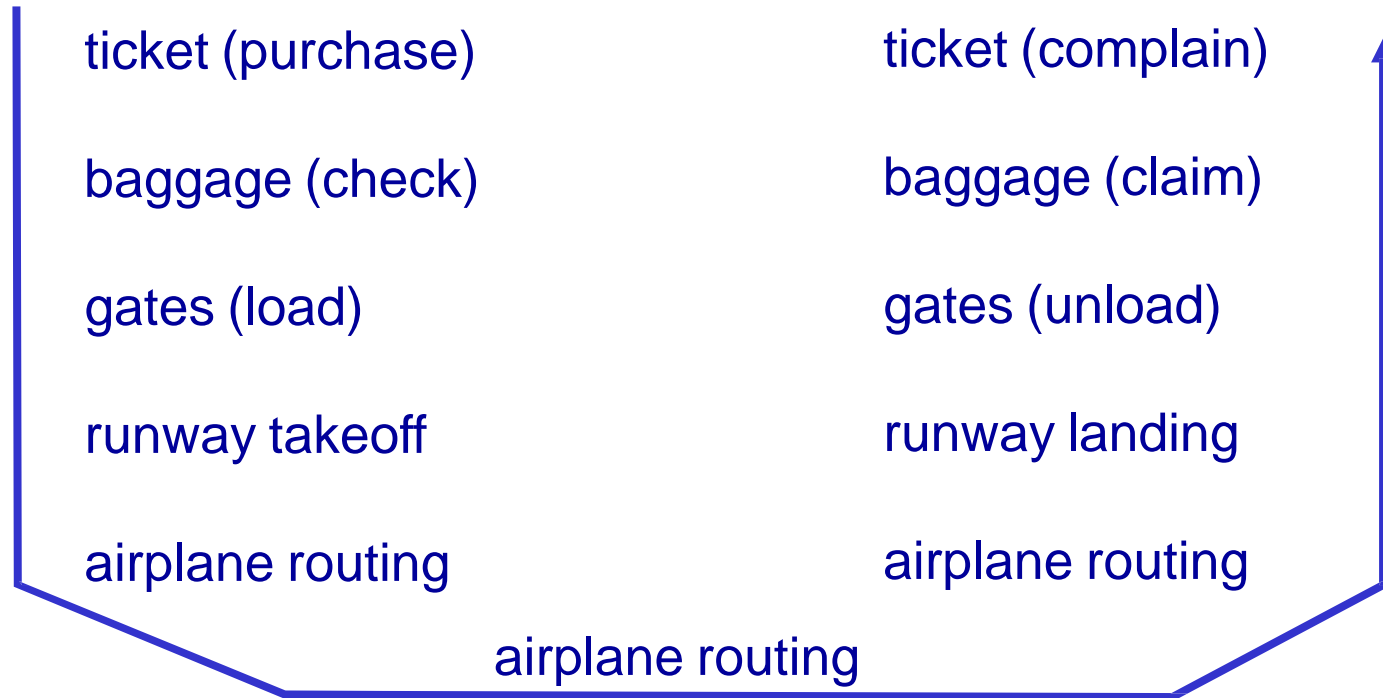 ticket (purchase)
baggage (check)
gates (load)
runway takeoff
airplane routing
airplane routing
ticket (complain)
baggage (claim)
gates (unload)
runway landing
airplane routing